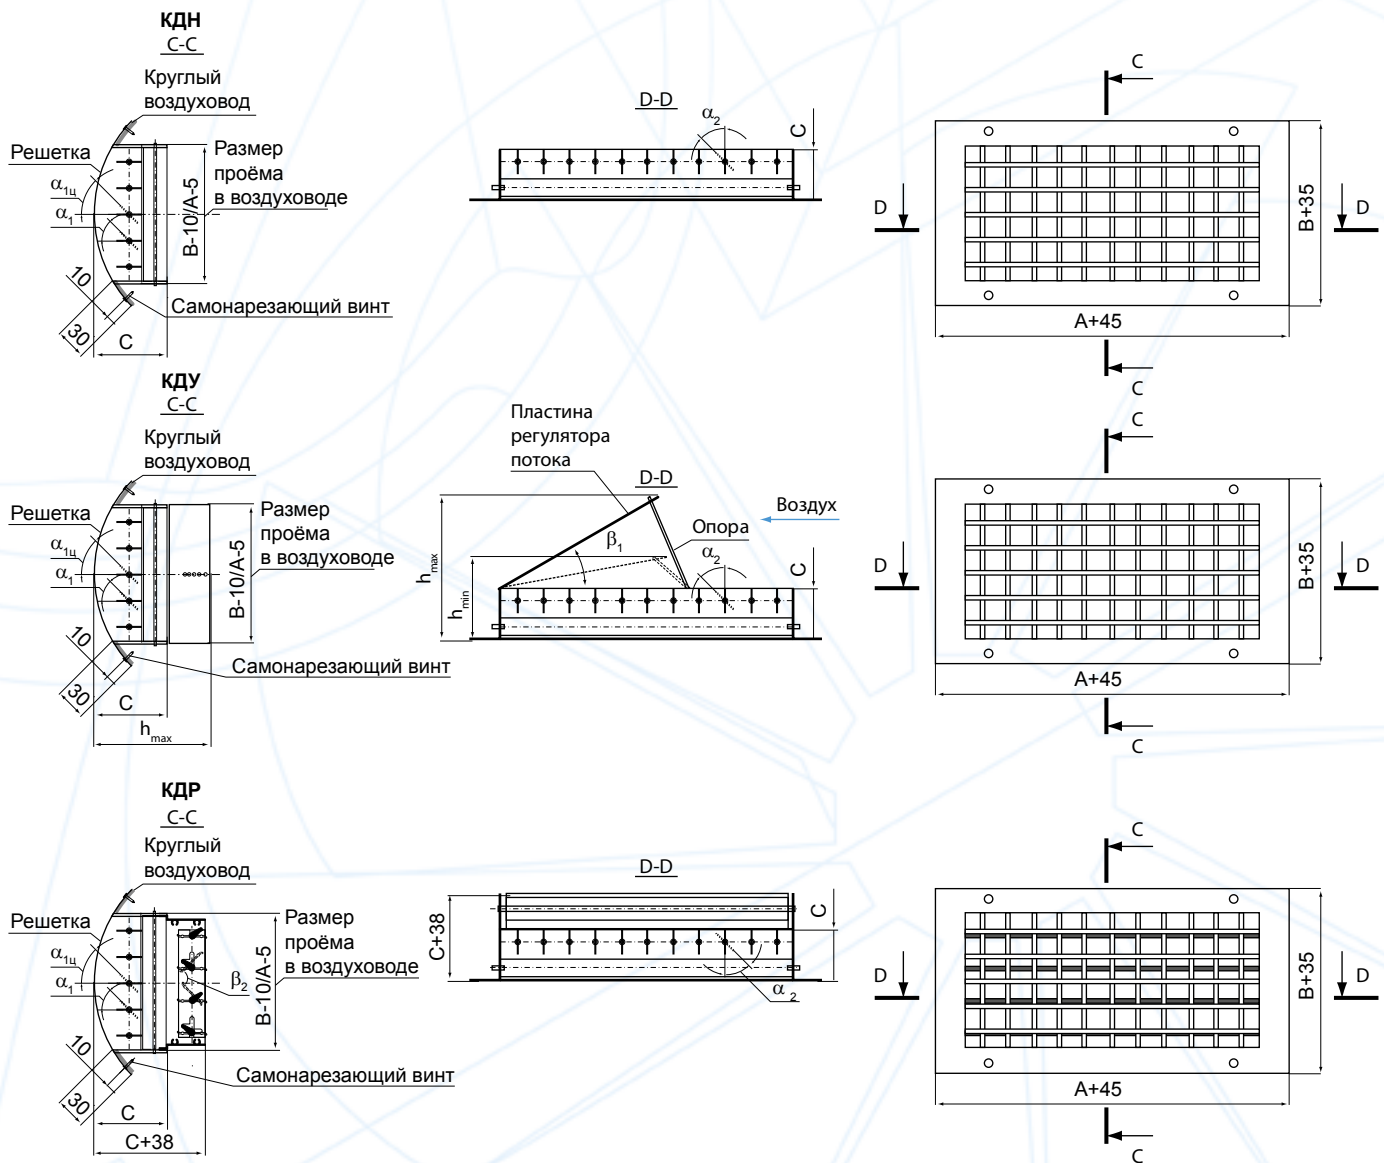 КДН
C-C
Круглый
воздуховод
Решетка
α1ц
α1
Размер
проёма
в воздуховоде
B-10/A-5
10
30
C
Самонарезающий винт
D-D
α2
C
C
D
D
B+35
A+45
C
КДУ
C-C
Круглый
воздуховод
Решетка
α1ц
α1
Размер
проёма
в воздуховоде
B-10/A-5
10
30
C
hmax
Самонарезающий винт
Пластина
регулятора
потока
D-D
Воздух
Опора
β1
α2
hmax
hmin
C
C
D
D
B+35
A+45
C
КДР
C-C
Круглый
воздуховод
Решетка
α1ц
α1
β2
Размер
проёма
в воздуховоде
B-10/A-5
10
30
C
C+38
Самонарезающий винт
D-D
C+38
C
α2
C
D
D
B+35
A+45
C